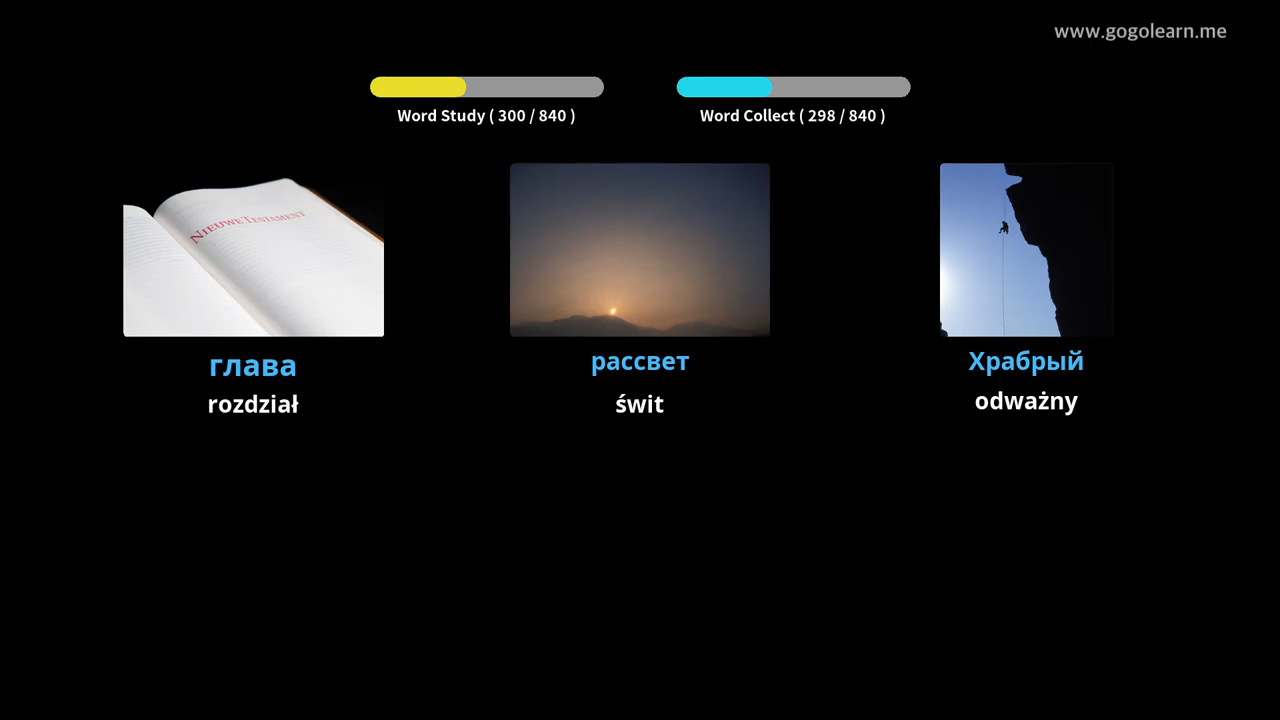 www.gogolearn.me
Word Study ( 300 / 840 )
Word Collect ( 298 / 840 )
NIEUWE TESTAMENT
глава
рассвет
Храбрый
rozdział
świt
odważny